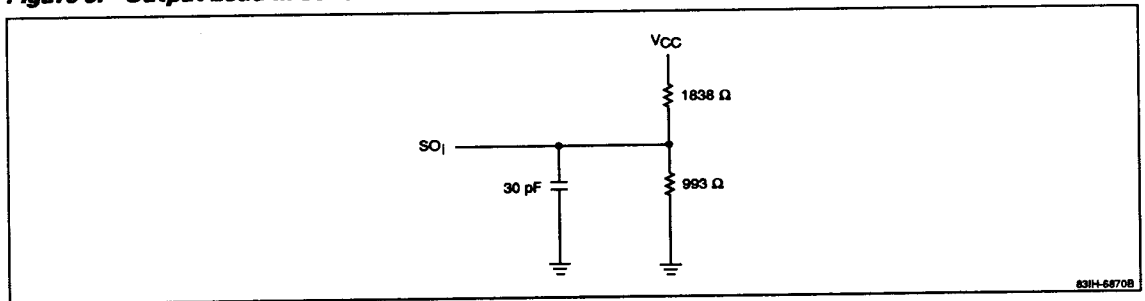 VCC
1838 Ω
SOi
30 pF
993 Ω
83IH-6870B